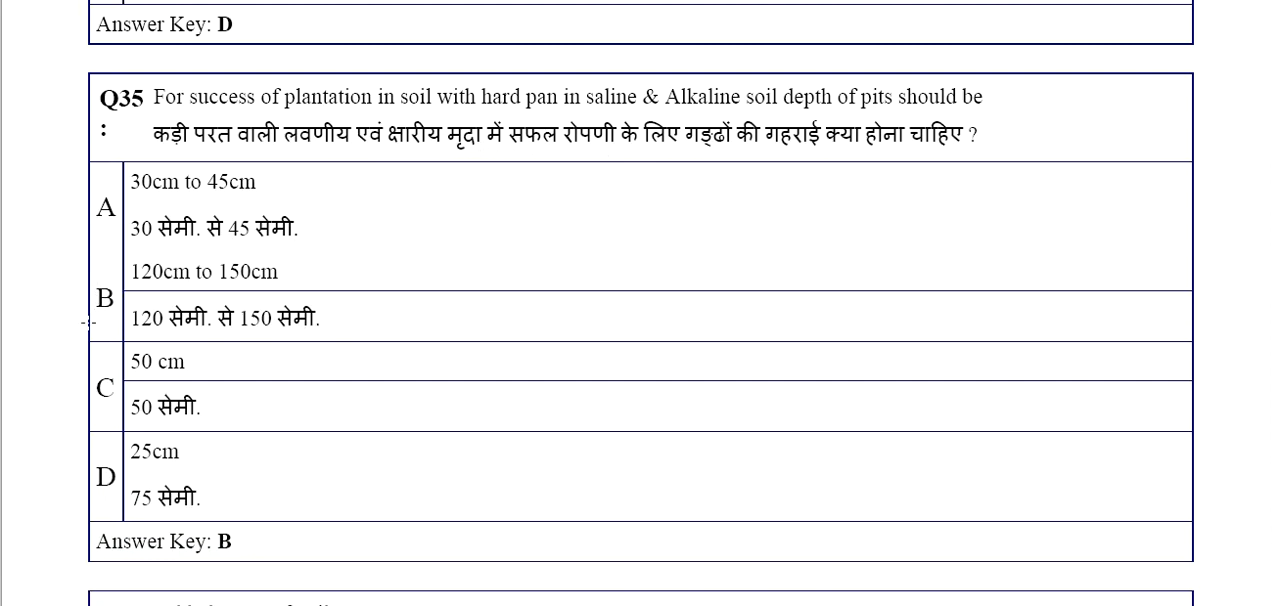 Answer Key: D
Q35 For success of plantation in soil with hard pan in saline & Alkaline soil depth of pits should be
: कड़ी परत वाली लवणीय एवं क्षारीय मृदा में सफल रोपणी के लिए गड्ढों की गहराई क्या होना चाहिए ?
A
30cm to 45cm
30 सेमी. से 45 सेमी.
B
120cm to 150cm
120 सेमी. से 150 सेमी.
C
50 cm
50 सेमी.
D
25cm
75 सेमी.
Answer Key: B